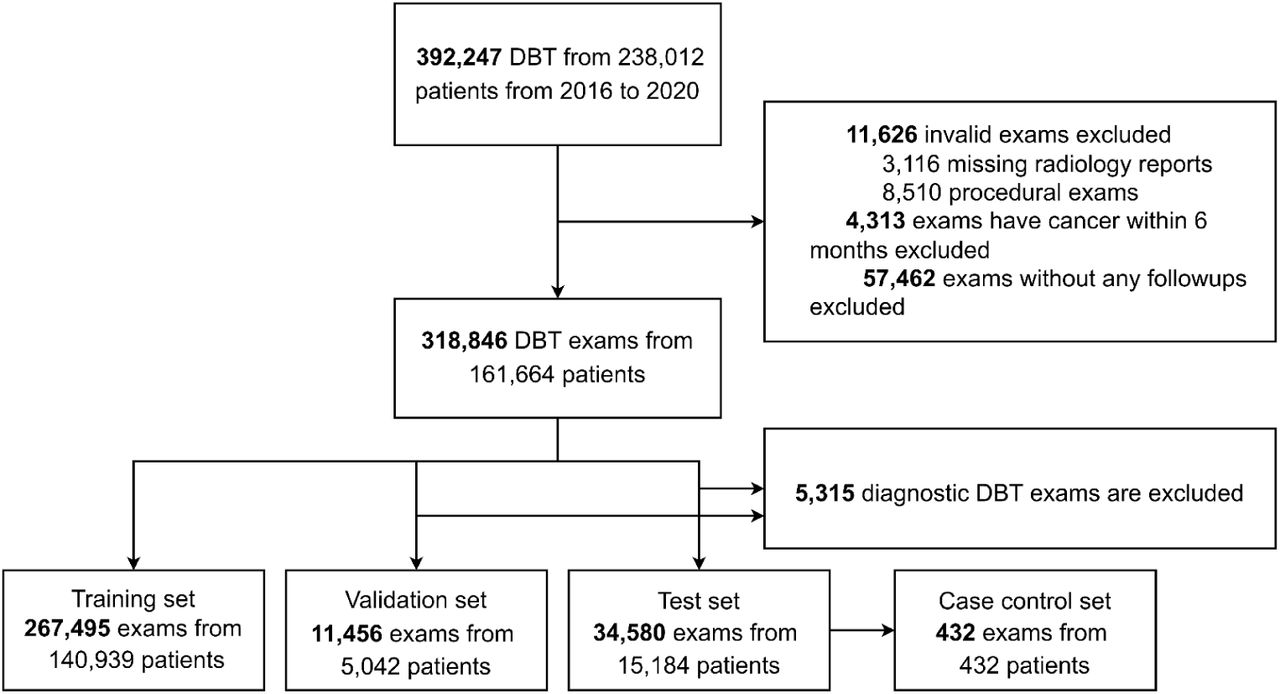 392,247 DBT from 238,012
patients from 2016 to 2020
11,626 invalid exams excluded
3,116 missing radiology reports
8,510 procedural exams
4,313 exams have cancer within 6
months excluded
57,462 exams without any followups
excluded
318,846 DBT exams from
161,664 patients
5,315 diagnostic DBT exams are excluded
Training set
267,495 exams from
140,939 patients
Validation set
11,456 exams from
5,042 patients
Test set
34,580 exams from
15,184 patients
Case control set
432 exams from
432 patients